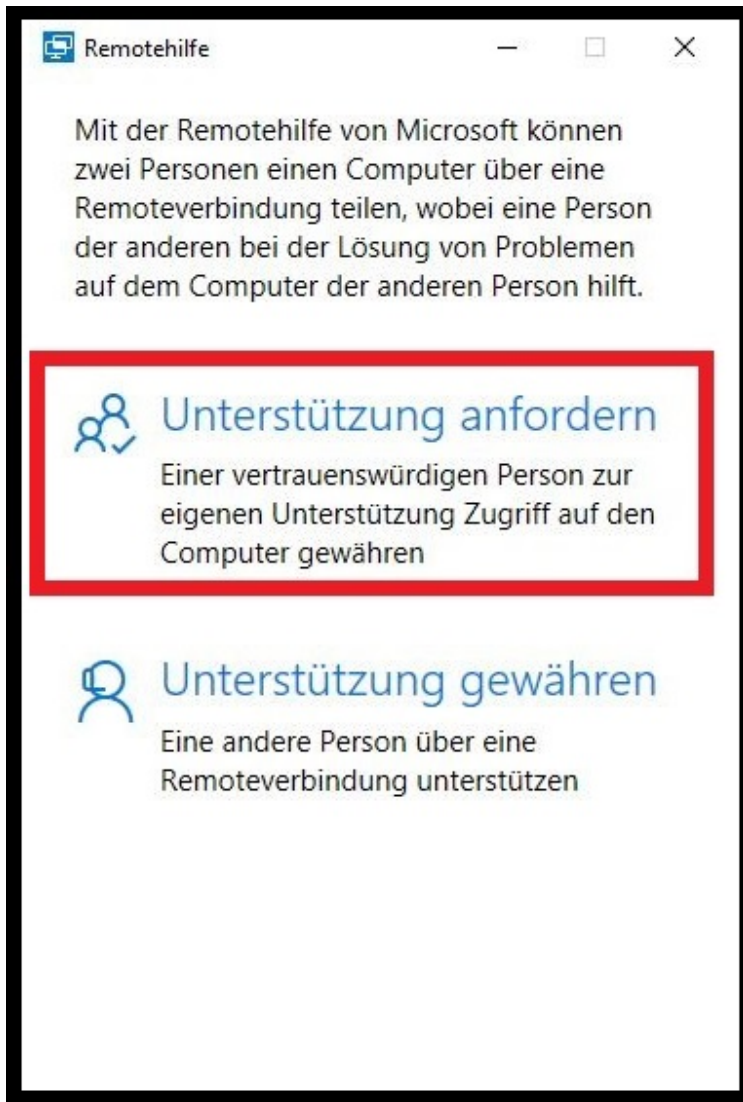 Remotehilfe
Mit der Remotehilfe von Microsoft können
zwei Personen einen Computer über eine
Remoteverbindung teilen, wobei eine Person
der anderen bei der Lösung von Problemen
auf dem Computer der anderen Person hilft.
Unterstützung anfordern
Einer vertrauenswürdigen Person zur
eigenen Unterstützung Zugriff auf den
Computer gewähren
Unterstützung gewähren
Eine andere Person über eine
Remoteverbindung unterstützen